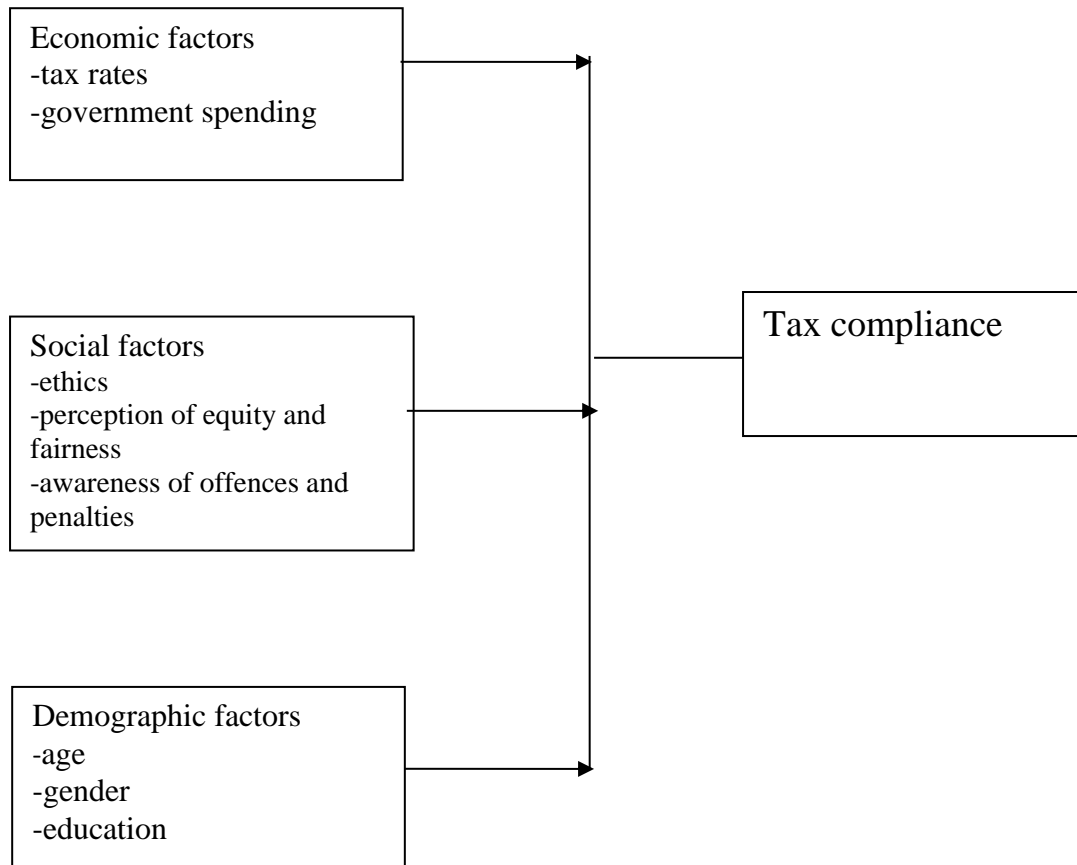 Economic factors
-tax rates
-government spending
Social factors
-ethics
-perception of equity and
fairness
-awareness of offences and
penalties
Tax compliance
Demographic factors
-age
-gender
-education